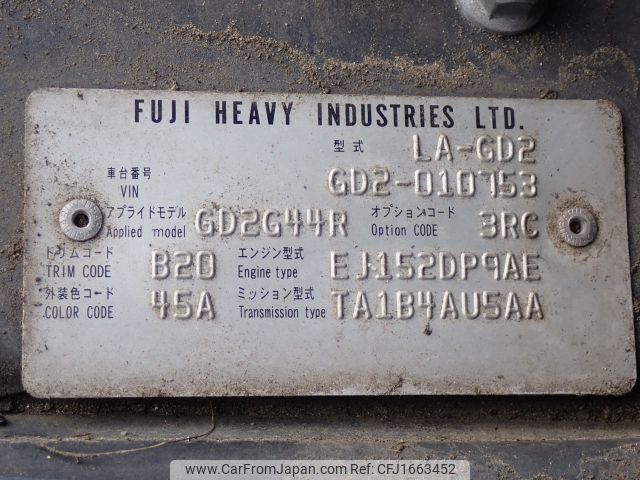 FUJI HEAVY INDUSTRIES LTD.
型式 LA-GD2
車台番号 VIN GD2-010753
アプライドモデル Applied model GD2G44R オプションコード Option CODE 3RC
トリムコード TRIM CODE B20 エンジン型式 Engine type EJ152DP9AE
外装色コード COLOR CODE 45A ミッション型式 Transmission type TA1B4AU5AA
www.CarFromJapan.com | Photo ID: CFJ1663452